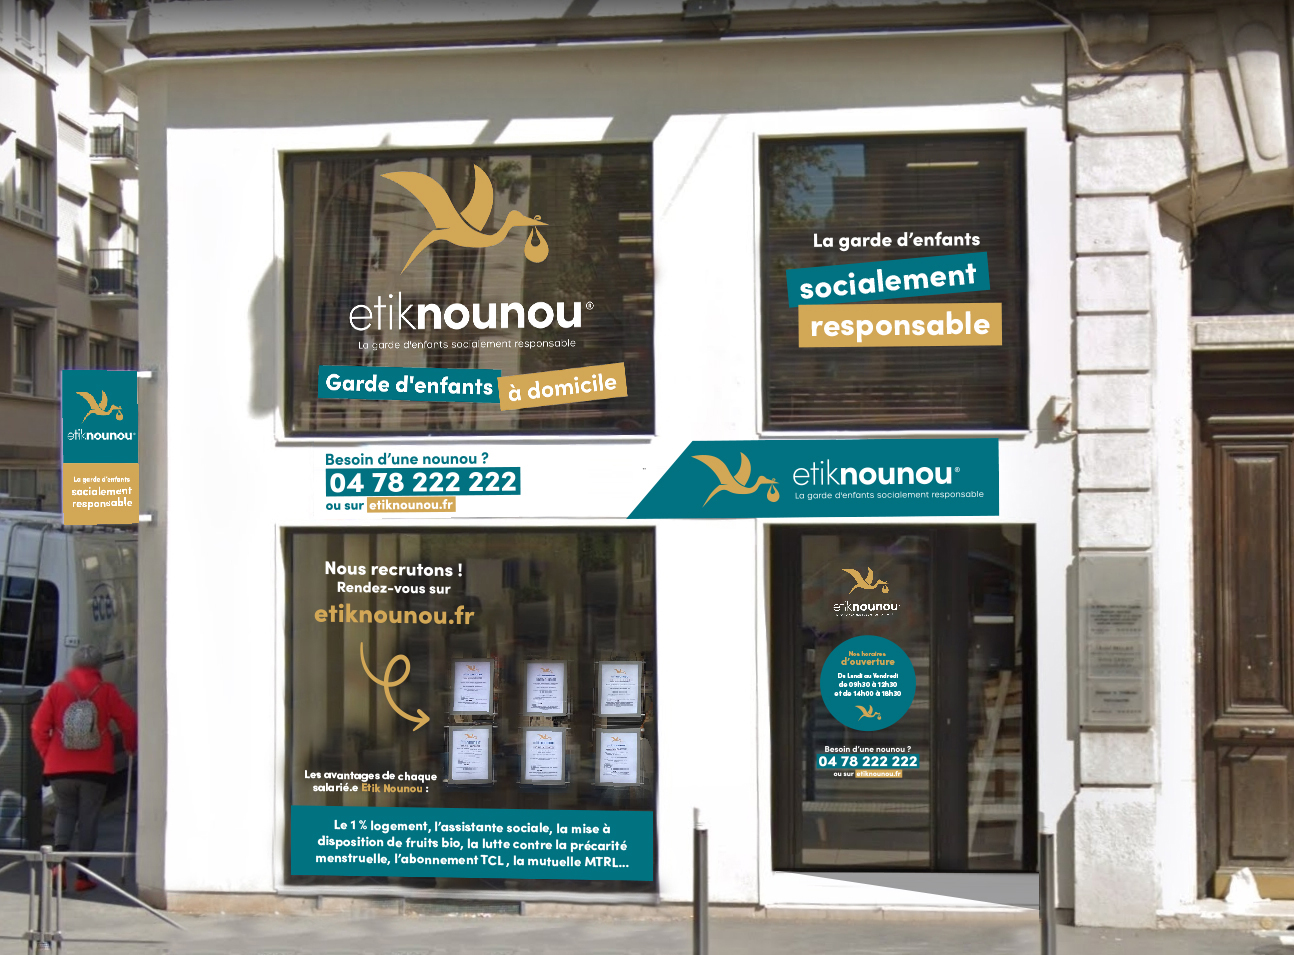 etiknounou®
La garde d'enfants socialement responsable
Garde d'enfants à domicile
La garde d'enfants
socialement
responsable
etiknounou
La garde d'enfants
socialement
responsable
Besoin d'une nounou ?
04 78 222 222
ou sur etiknounou.fr
etiknounou®
La garde d'enfants socialement responsable
Nous recrutons !
Rendez-vous sur
etiknounou.fr
Les avantages de chaque
salarié.e Etik Nounou :
Le 1 % logement, l'assistante sociale, la mise à
disposition de fruits bio, la lutte contre la précarité
menstruelle, l'abonnement TCL, la mutuelle MTRL...
etiknounou
Nos horaires
d'ouverture
De Lundi au Vendredi
de 09h30 à 12h30
et de 14h00 à 18h30
Besoin d'une nounou ?
04 78 222 222
ou sur etiknounou.fr